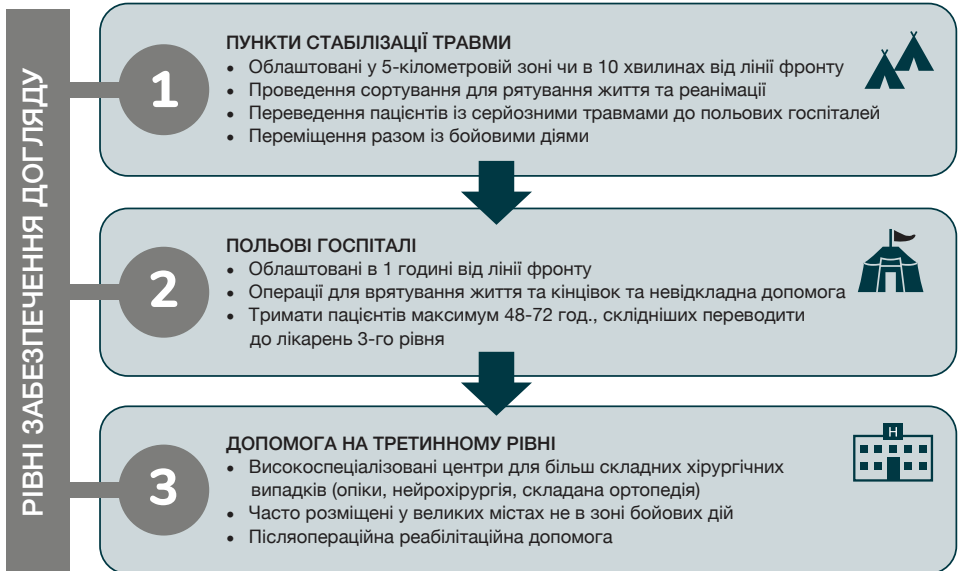 РІВНІ ЗАБЕЗПЕЧЕННЯ ДОГЛЯДУ
1
ПУНКТИ СТАБІЛІЗАЦІЇ ТРАВМИ
• Облаштовані у 5-кілометровій зоні чи в 10 хвилинах від лінії фронту
• Проведення сортування для рятування життя та реанімації
• Переведення пацієнтів із серйозними травмами до польових госпіталей
• Переміщення разом із бойовими діями
2
ПОЛЬОВІ ГОСПІТАЛІ
• Облаштовані в 1 годині від лінії фронту
• Операції для врятування життя та кінцівок та невідкладна допомога
• Тримати пацієнтів максимум 48-72 год., склідніших переводити
до лікарень 3-го рівня
3
ДОПОМОГА НА ТРЕТИННОМУ РІВНІ
• Високоспеціалізовані центри для більш складних хірургічних
випадків (опіки, нейрохірургія, складана ортопедія)
• Часто розміщені у великих містах не в зоні бойових дій
• Післяопераційна реабілітаційна допомога
H